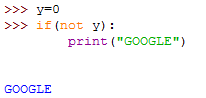 >>> y=0
>>> if(not y):
        print("GOOGLE")
GOOGLE